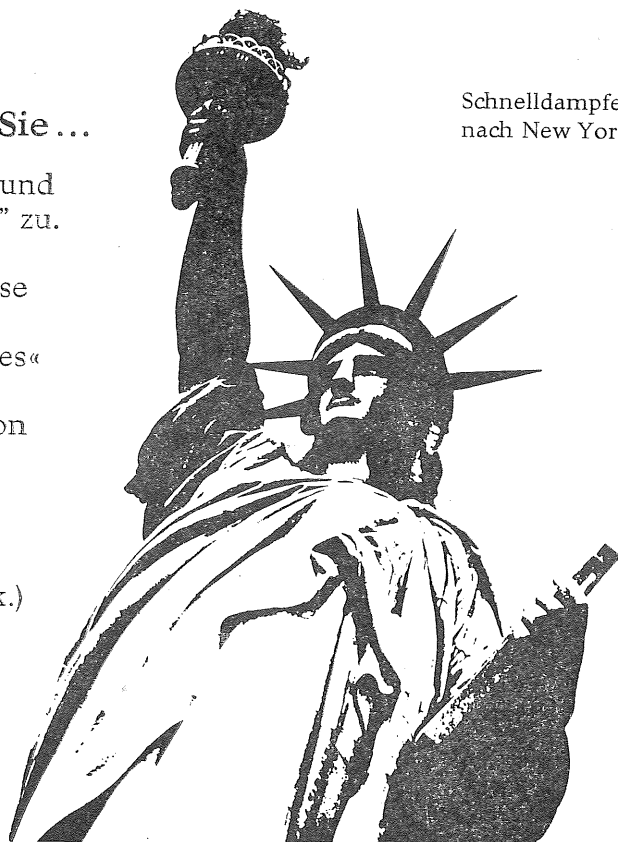 Sie ...
und
” zu.
se
es«
on
k.)
Schnelldampfe
nach New Yor